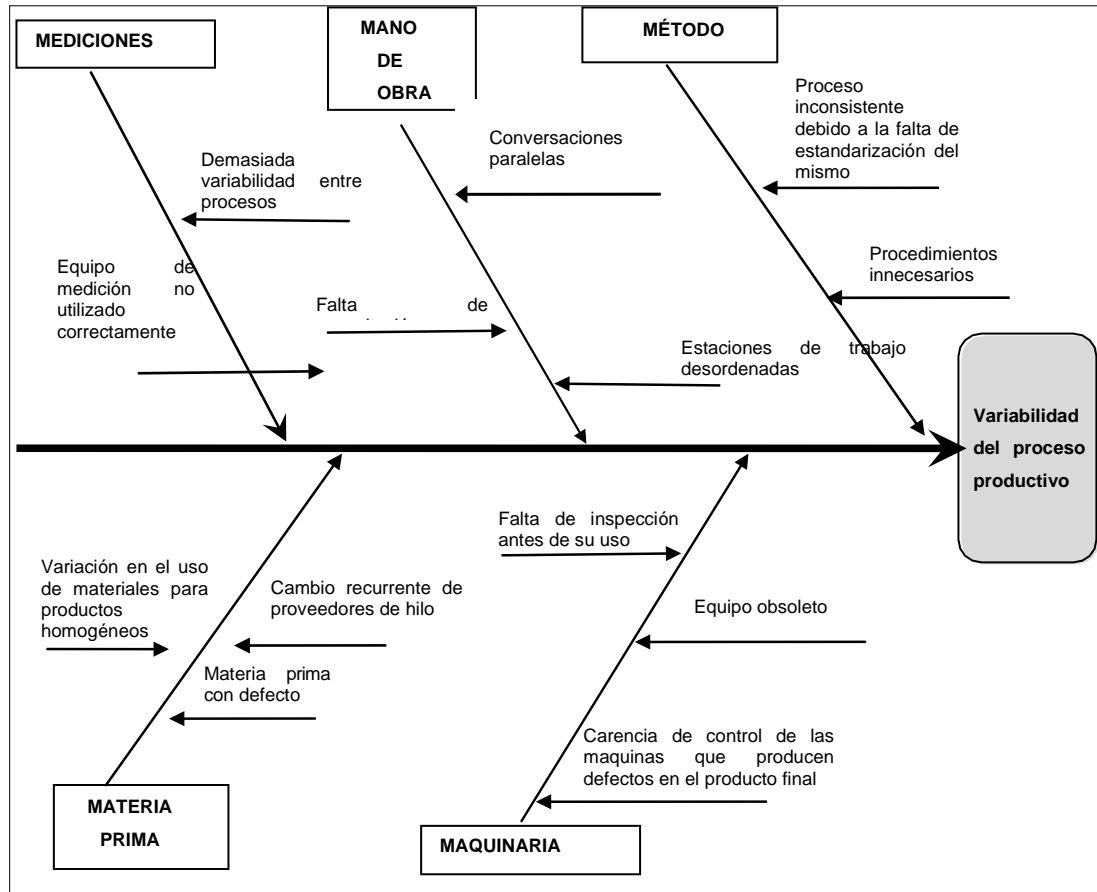 MEDICIONES
MANO
DE
OBRA
MÉTODO
Proceso
inconsistente
debido a la falta de
estandarización del
mismo
Conversaciones
paralelas
Demasiada
variabilidad entre
procesos
Procedimientos
innecesarios
Equipo de
medición no
utilizado
correctamente
Falta de
Estaciones de trabajo
desordenadas
Variabilidad
del proceso
productivo
Falta de inspección
antes de su uso
Variación en el uso
de materiales para
productos
homogéneos
Cambio recurrente de
proveedores de hilo
Equipo obsoleto
Materia prima
con defecto
Carencia de control de las
maquinas que producen
defectos en el producto final
MATERIA
PRIMA
MAQUINARIA